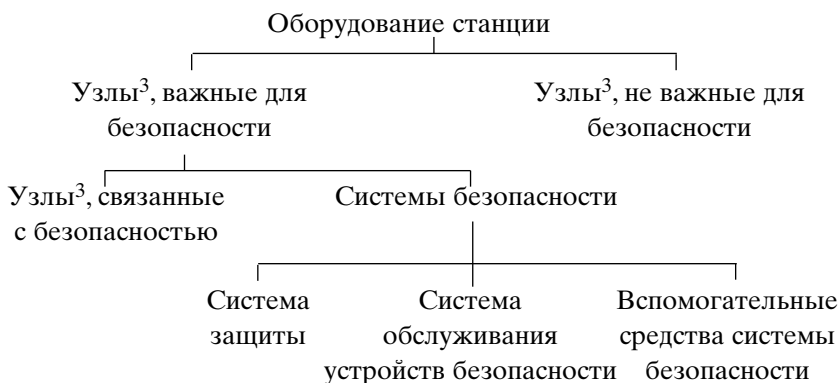 Оборудование станции
Узлы³, важные для
безопасности
Узлы³, не важные для
безопасности
Узлы³, связанные
с безопасностью
Системы безопасности
Система
защиты
Система
обслуживания
устройств безопасности
Вспомогательные
средства системы
безопасности